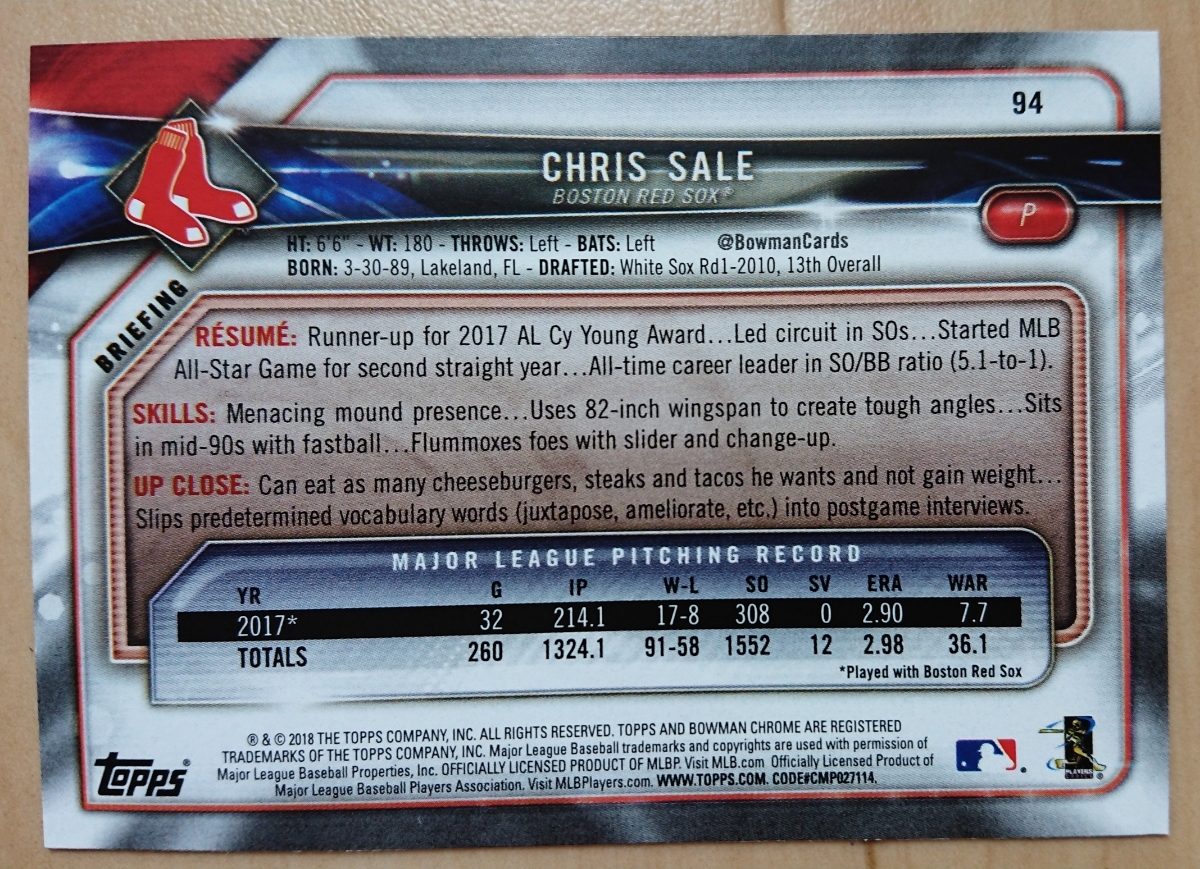 94
CHRIS SALE
BOSTON RED SOX®
P
HT: 6'6" - WT: 180 - THROWS: Left - BATS: Left @BowmanCards
BORN: 3-30-89, Lakeland, FL - DRAFTED: White Sox Rd1-2010, 13th Overall
BRIEFING
RÉSUMÉ: Runner-up for 2017 AL Cy Young Award...Led circuit in SOs...Started MLB
All-Star Game for second straight year...All-time career leader in SO/BB ratio (5.1-to-1).
SKILLS: Menacing mound presence...Uses 82-inch wingspan to create tough angles...Sits
in mid-90s with fastball...Flummoxes foes with slider and change-up.
UP CLOSE: Can eat as many cheeseburgers, steaks and tacos he wants and not gain weight...
Slips predetermined vocabulary words (juxtapose, ameliorate, etc.) into postgame interviews.
MAJOR LEAGUE PITCHING RECORD
YR G IP W-L SO SV ERA WAR
2017* 32 214.1 17-8 308 0 2.90 7.7
TOTALS 260 1324.1 91-58 1552 12 2.98 36.1
*Played with Boston Red Sox
® & © 2018 THE TOPPS COMPANY, INC. ALL RIGHTS RESERVED. TOPPS AND BOWMAN CHROME ARE REGISTERED
TRADEMARKS OF THE TOPPS COMPANY, INC. Major League Baseball trademarks and copyrights are used with permission of
Major League Baseball Properties, Inc. OFFICIALLY LICENSED PRODUCT OF MLBP. Visit MLB.com Officially Licensed Product of
Major League Baseball Players Association. Visit MLBPlayers.com. WWW.TOPPS.COM. CODE#CMP027114.
topps®
PLAYERS